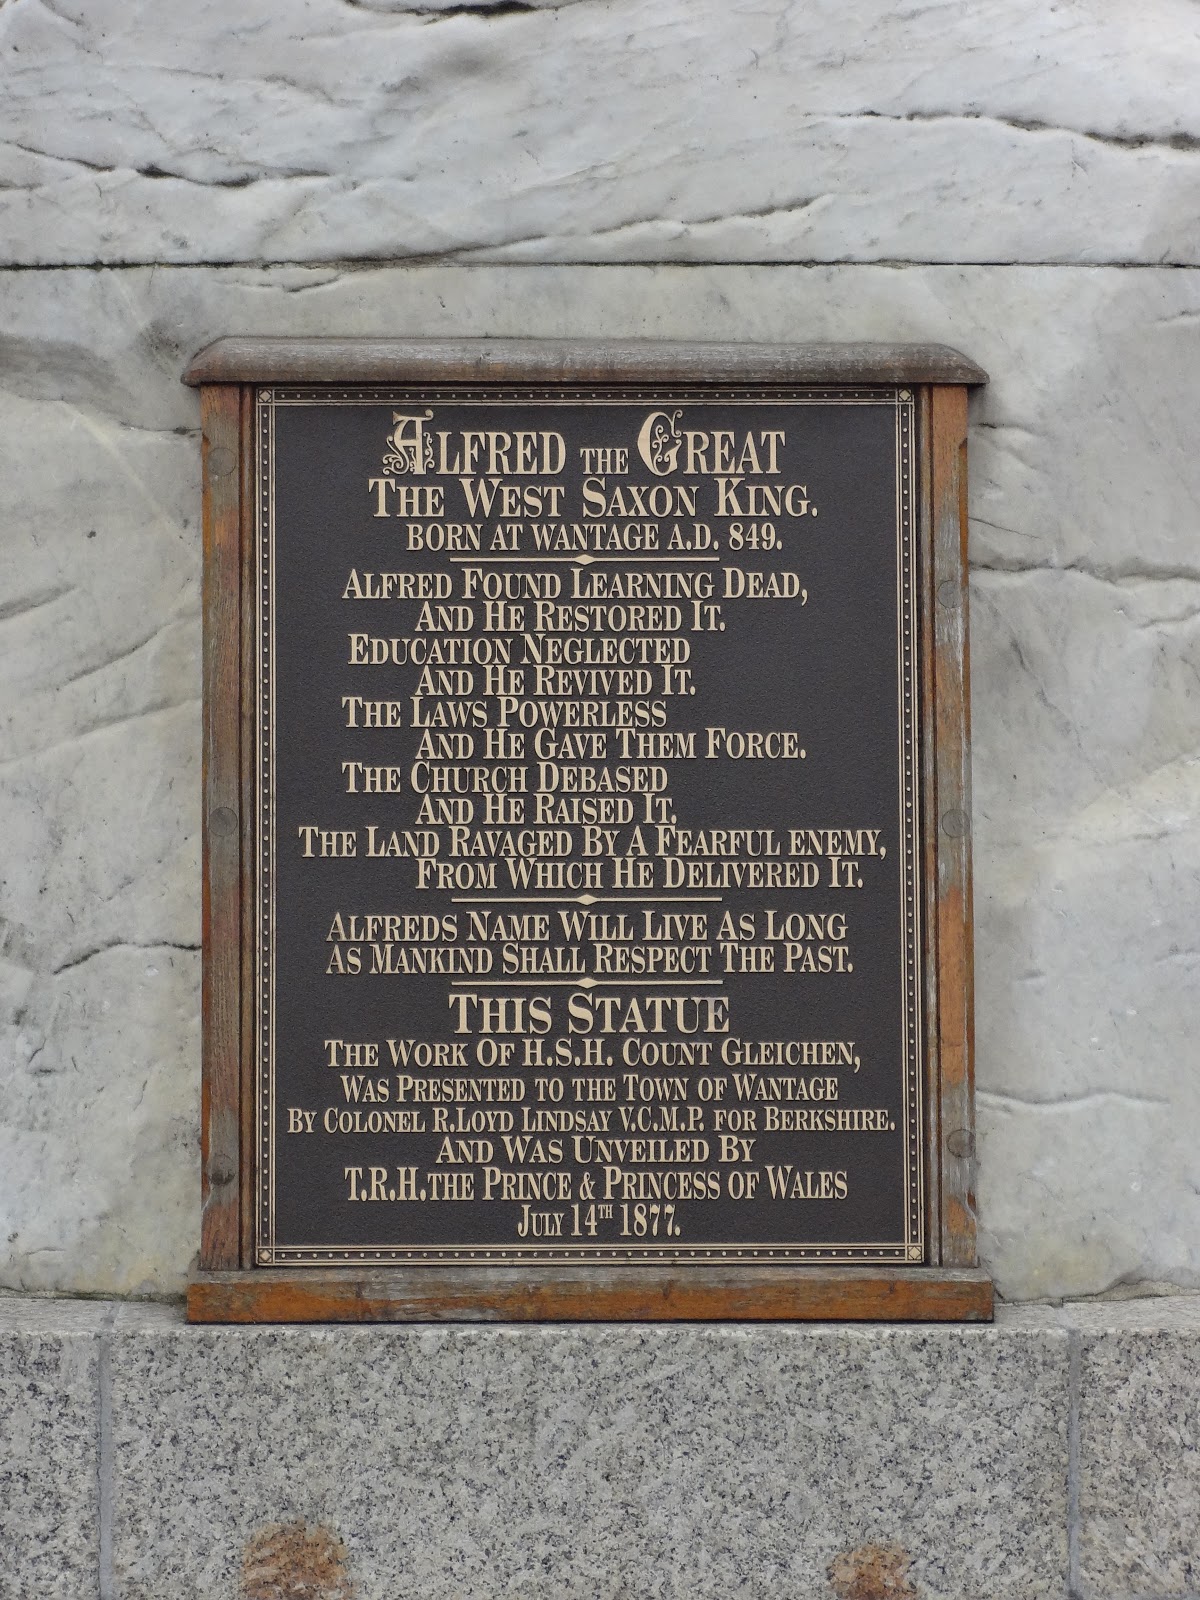 ALFRED THE GREAT
THE WEST SAXON KING.
BORN AT WANTAGE A.D. 849.
ALFRED FOUND LEARNING DEAD,
AND HE RESTORED IT.
EDUCATION NEGLECTED
AND HE REVIVED IT.
THE LAWS POWERLESS
AND HE GAVE THEM FORCE.
THE CHURCH DEBASED
AND HE RAISED IT.
THE LAND RAVAGED BY A FEARFUL ENEMY,
FROM WHICH HE DELIVERED IT.
ALFREDS NAME WILL LIVE AS LONG
AS MANKIND SHALL RESPECT THE PAST.
THIS STATUE
THE WORK OF H.S.H. COUNT GLEICHEN,
WAS PRESENTED TO THE TOWN OF WANTAGE
BY COLONEL R.LOYD LINDSAY V.C.M.P. FOR BERKSHIRE.
AND WAS UNVEILED BY
T.R.H.THE PRINCE & PRINCESS OF WALES
JULY 14TH 1877.